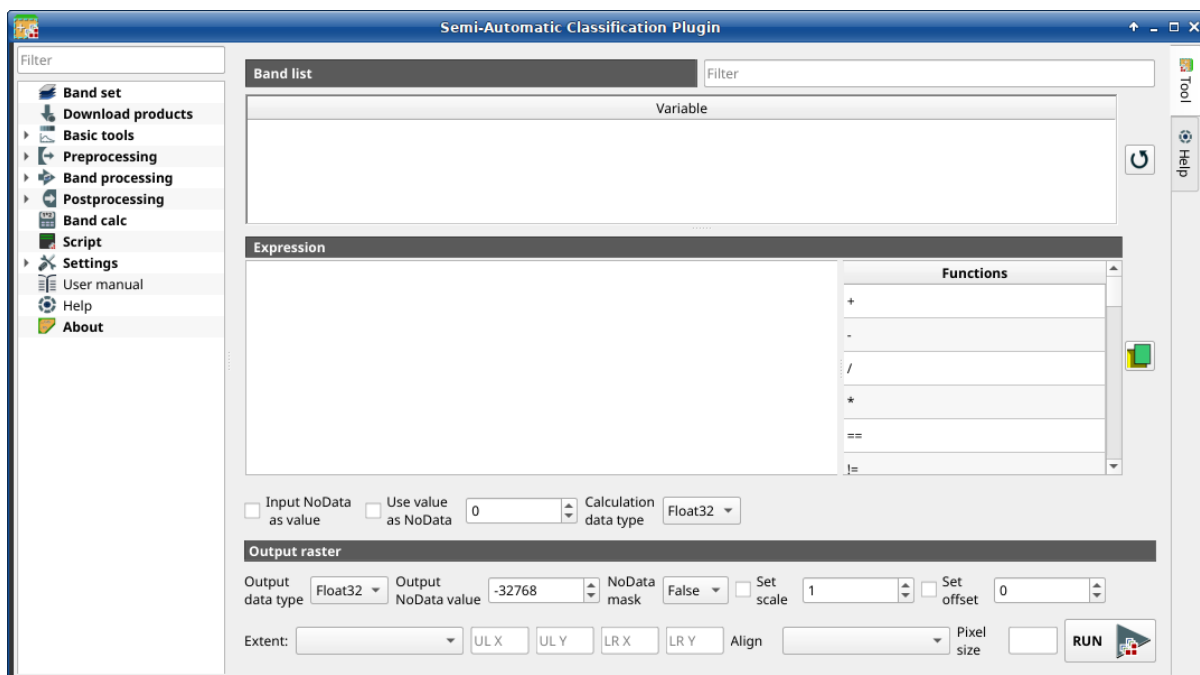 Semi-Automatic Classification Plugin
Filter
Band set
Download products
Basic tools
Preprocessing
Band processing
Postprocessing
Band calc
Script
Settings
User manual
Help
About
Band list
Filter
Variable
Expression
Functions
+
-
/
*
==
!=
Input NoData
as value
Use value
as NoData
0
Calculation
data type
Float32
Output raster
Output
data type
Float32
Output
NoData value
-32768
NoData
mask
False
Set
scale
1
Set
offset
0
Extent:
UL X
UL Y
LR X
LR Y
Align
Pixel
size
RUN
Tool
Help